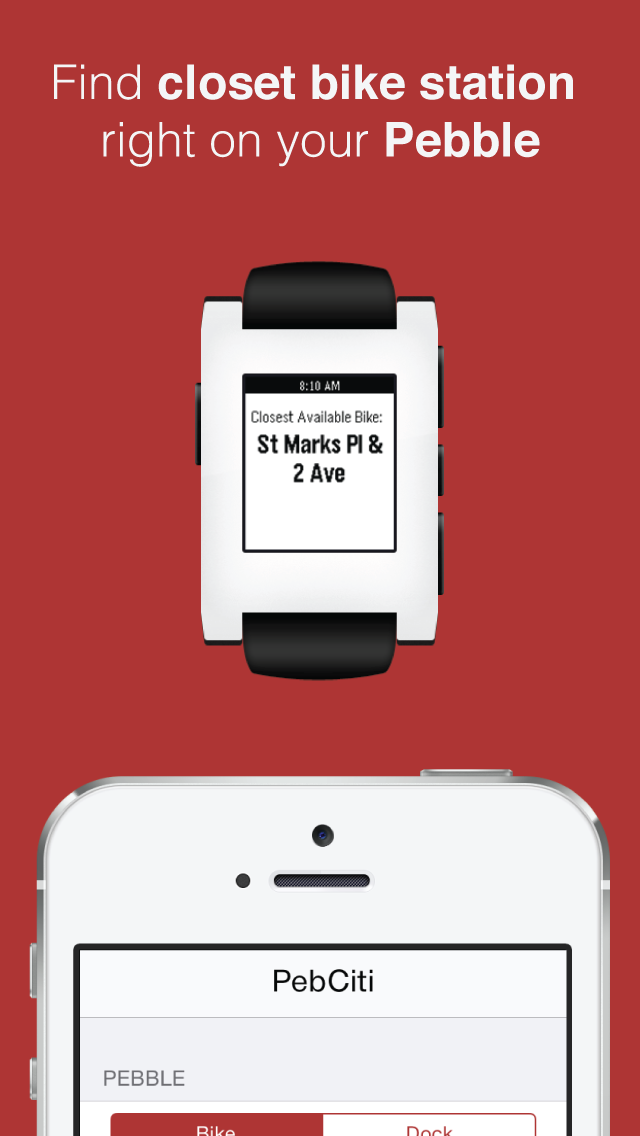 Find closet bike station
right on your Pebble
8:10 AM
Closest Available Bike:
St Marks Pl &
2 Ave
PebCiti
PEBBLE
Bike Dock